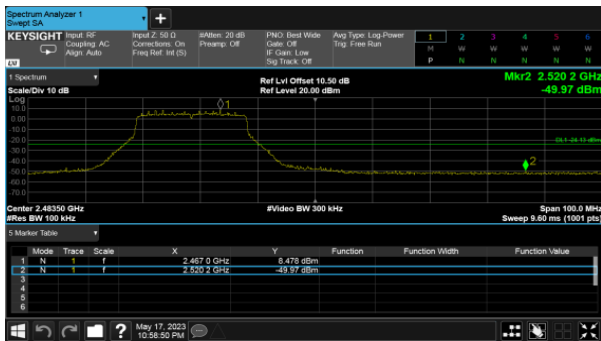 Spectrum Analyzer 1
Swept SA
KEYSIGHT Input: RF Input Z: 50 Ω #Atten: 20 dB PNO: Best Wide Avg Type: Log-Power 1 2 3 4 5 6
Coupling: AC Corrections: On Preamp: Off Gate: Off Trig: Free Run M W W W W W
Align: Auto Freq Ref: Int (S) IF Gain: Low
Sig Track: Off P N N N N N
LXI
1 Spectrum Ref Lvl Offset 10.50 dB Mkr2 2.520 2 GHz
Scale/Div 10 dB Ref Level 20.00 dBm -49.97 dBm
Log
10.0
0.00
-10.0
-20.0
-30.0
-40.0
-50.0
-60.0
-70.0
1
DL1 -24.13 dBm
2
Center 2.48350 GHz #Video BW 300 kHz Span 100.0 MHz
#Res BW 100 kHz Sweep 9.60 ms (1001 pts)
5 Marker Table
Mode Trace Scale X Y Function Function Width Function Value
1 N 1 f 2.467 0 GHz 8.478 dBm
2 N 1 f 2.520 2 GHz -49.97 dBm
3
4
5
6
May 17, 2023
10:58:50 PM